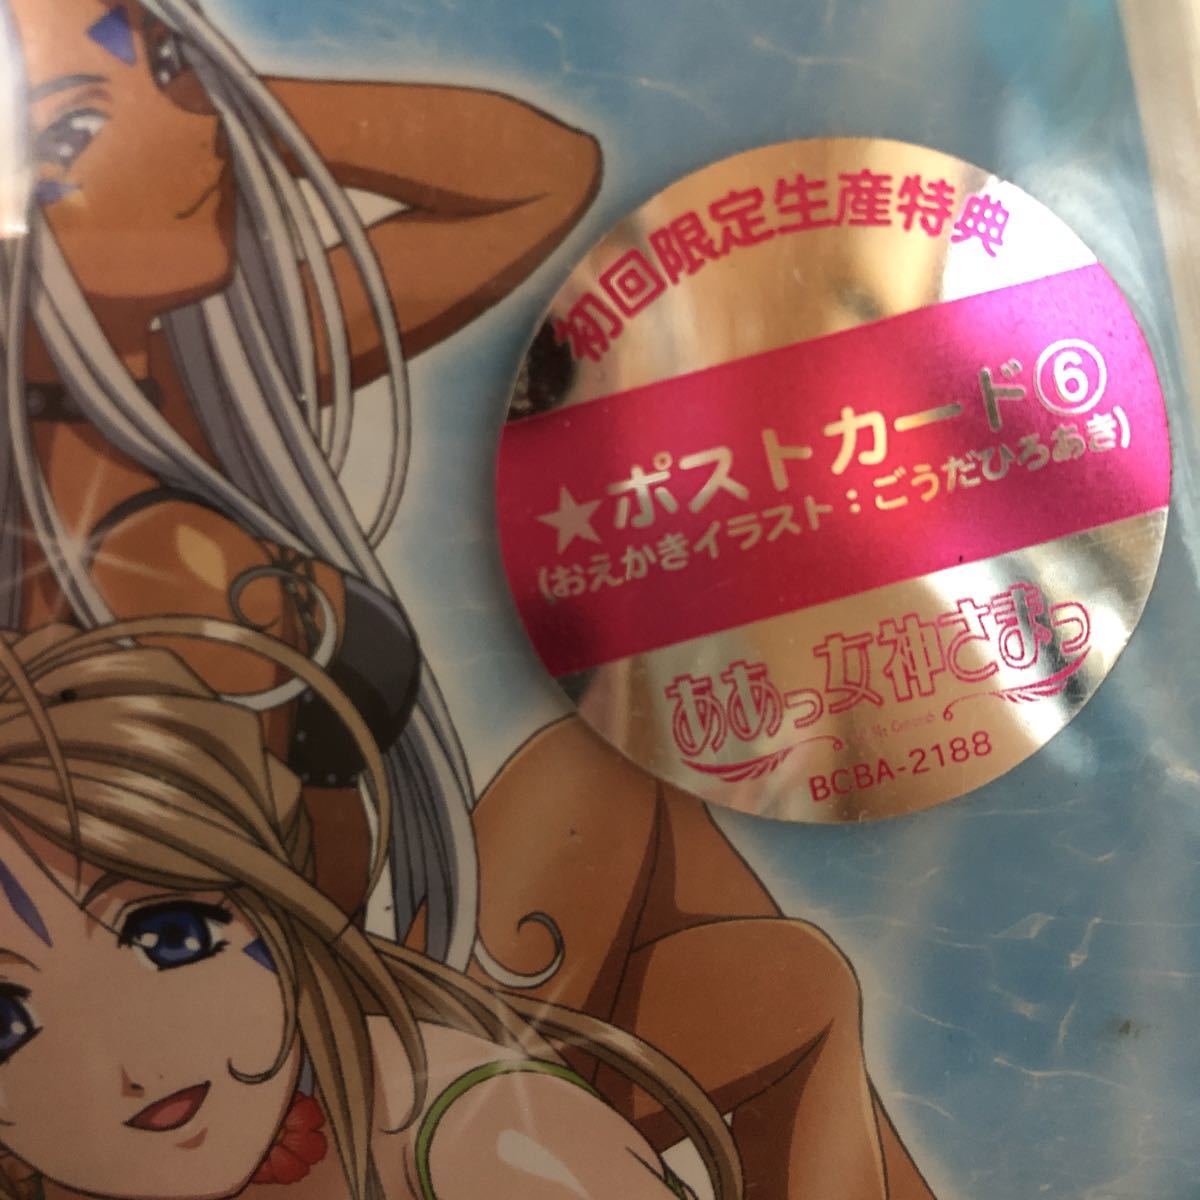 初回限定生産特典
★ポストカード⑥
(おえかきイラスト：ごうだひろあき)
ああっ女神さまっ
BCBA-2188